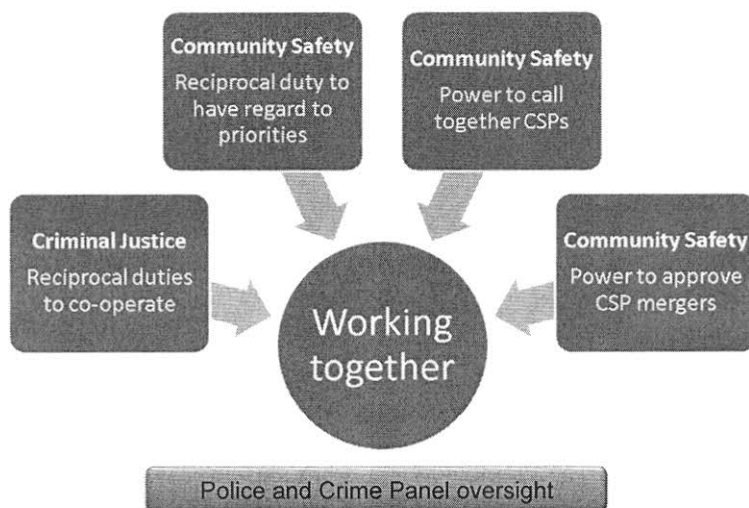 Community Safety
Reciprocal duty to
have regard to
priorities
Community Safety
Power to call
together CSPs
Criminal Justice
Reciprocal duties
to co-operate
Community Safety
Power to approve
CSP mergers
Working
together
Police and Crime Panel oversight